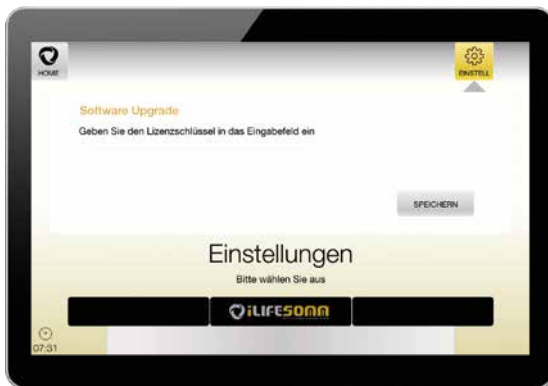 HOME
EINSTELL
Software Upgrade
Geben Sie den Lizenzschlüssel in das Eingabefeld ein
SPEICHERN
Einstellungen
Bitte wählen Sie aus
iLIFESOMM
07:31